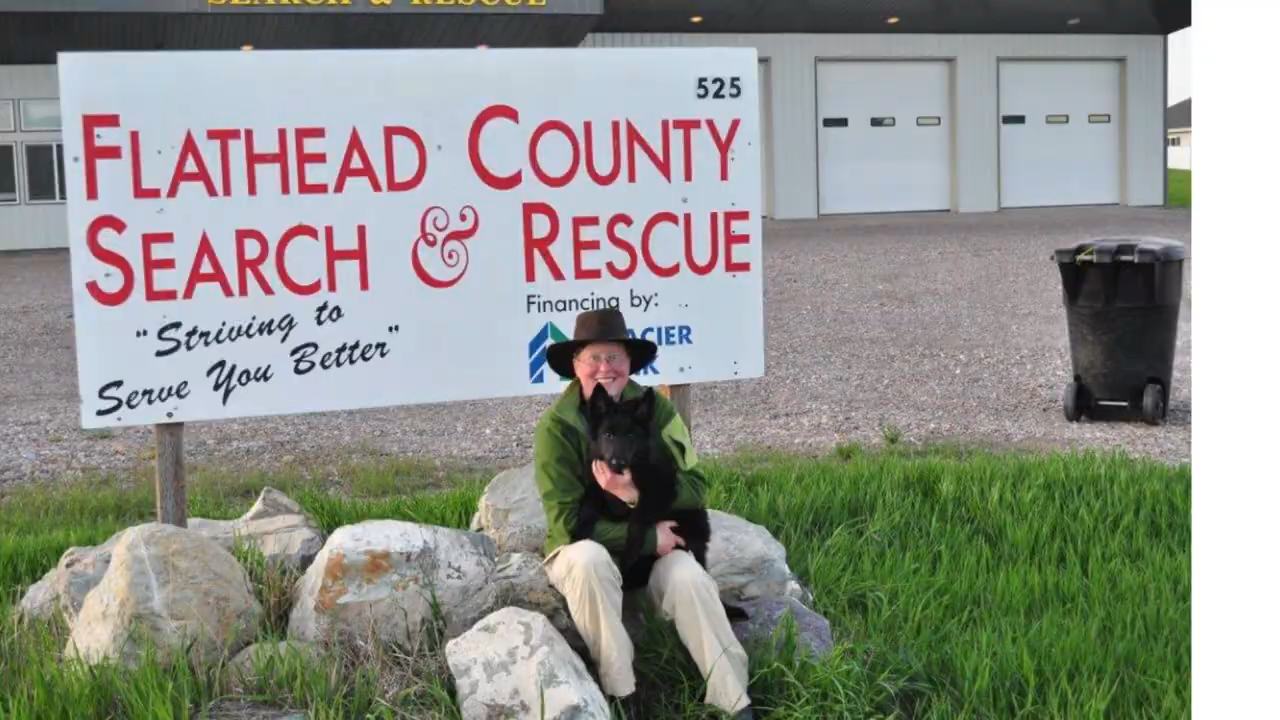 SEARCH & RESCUE
525
FLATHEAD COUNTY
SEARCH & RESCUE
Financing by:
"Striving to
Serve You Better"